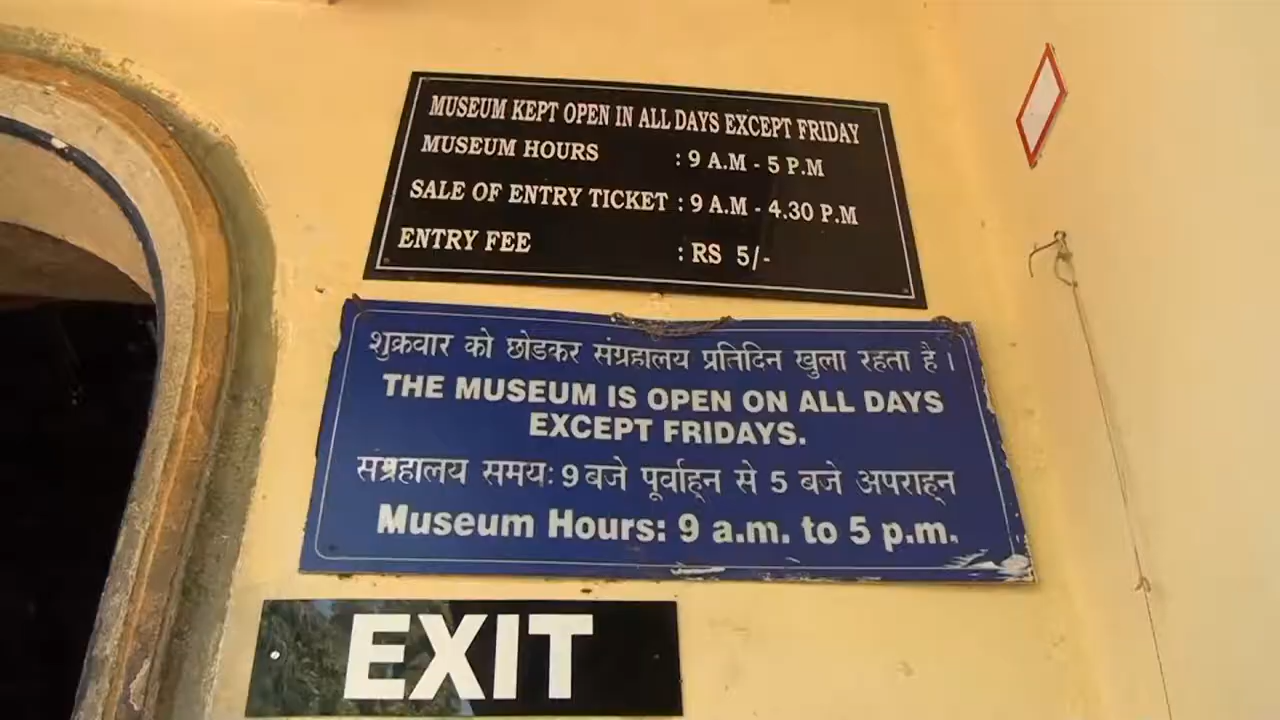 MUSEUM KEPT OPEN IN ALL DAYS EXCEPT FRIDAY
MUSEUM HOURS : 9 A.M - 5 P.M
SALE OF ENTRY TICKET : 9 A.M - 4.30 P.M
ENTRY FEE : RS 5/-
शुक्रवार को छोडकर संग्रहालय प्रतिदिन खुला रहता है ।
THE MUSEUM IS OPEN ON ALL DAYS
EXCEPT FRIDAYS.
संग्रहालय समय: 9 बजे पूर्वाह्न से 5 बजे अपराह्न
Museum Hours: 9 a.m. to 5 p.m.
EXIT